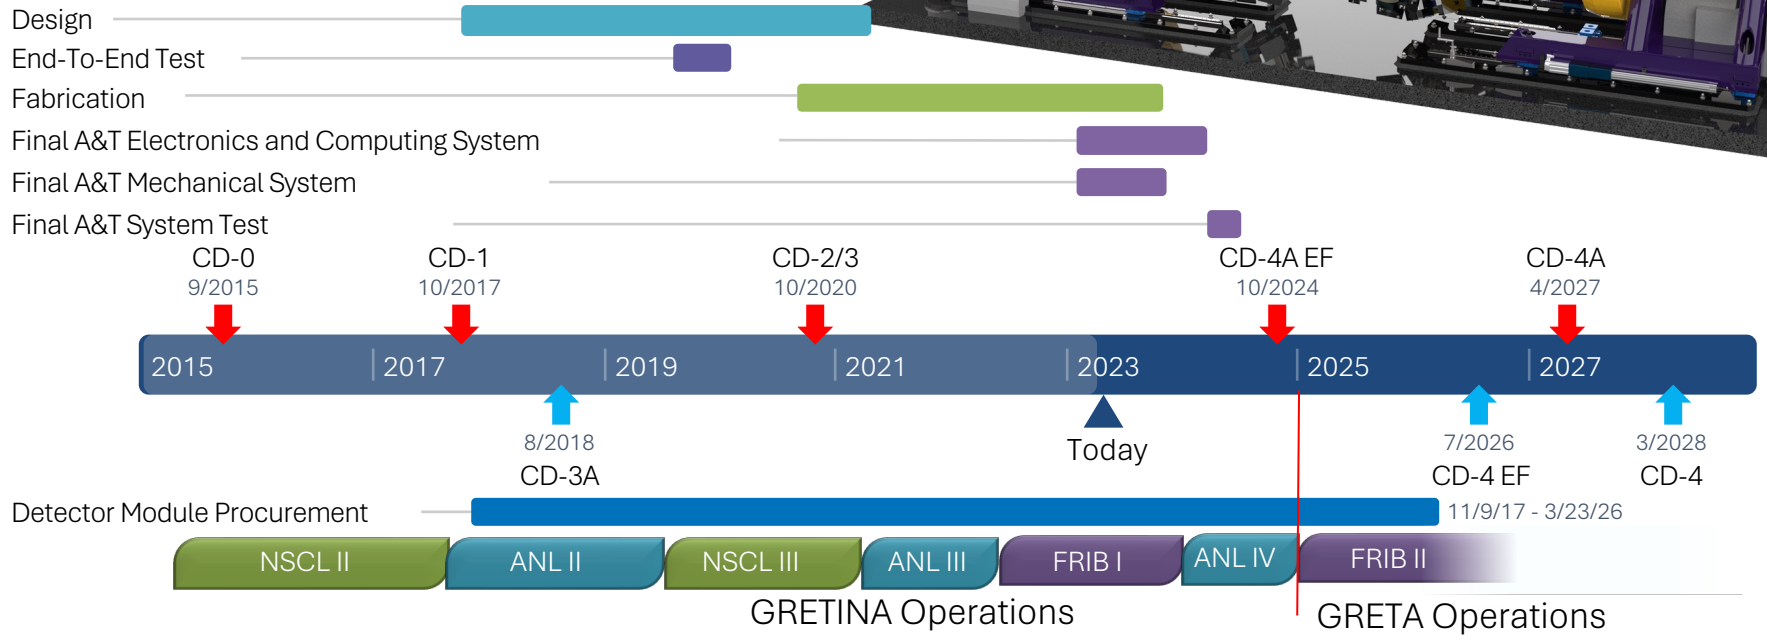 Design
End-To-End Test
Fabrication
Final A&T Electronics and Computing System
Final A&T Mechanical System
Final A&T System Test
CD-0 CD-1 CD-2/3 CD-4A EF CD-4A
9/2015 10/2017 10/2020 10/2024 4/2027
2015 2017 2019 2021 2023 2025 2027
8/2018 Today 7/2026 3/2028
CD-3A CD-4 EF CD-4
Detector Module Procurement 11/9/17 - 3/23/26
NSCL II ANL II NSCL III ANL III FRIB I ANL IV FRIB II
GRETINA Operations GRETA Operations